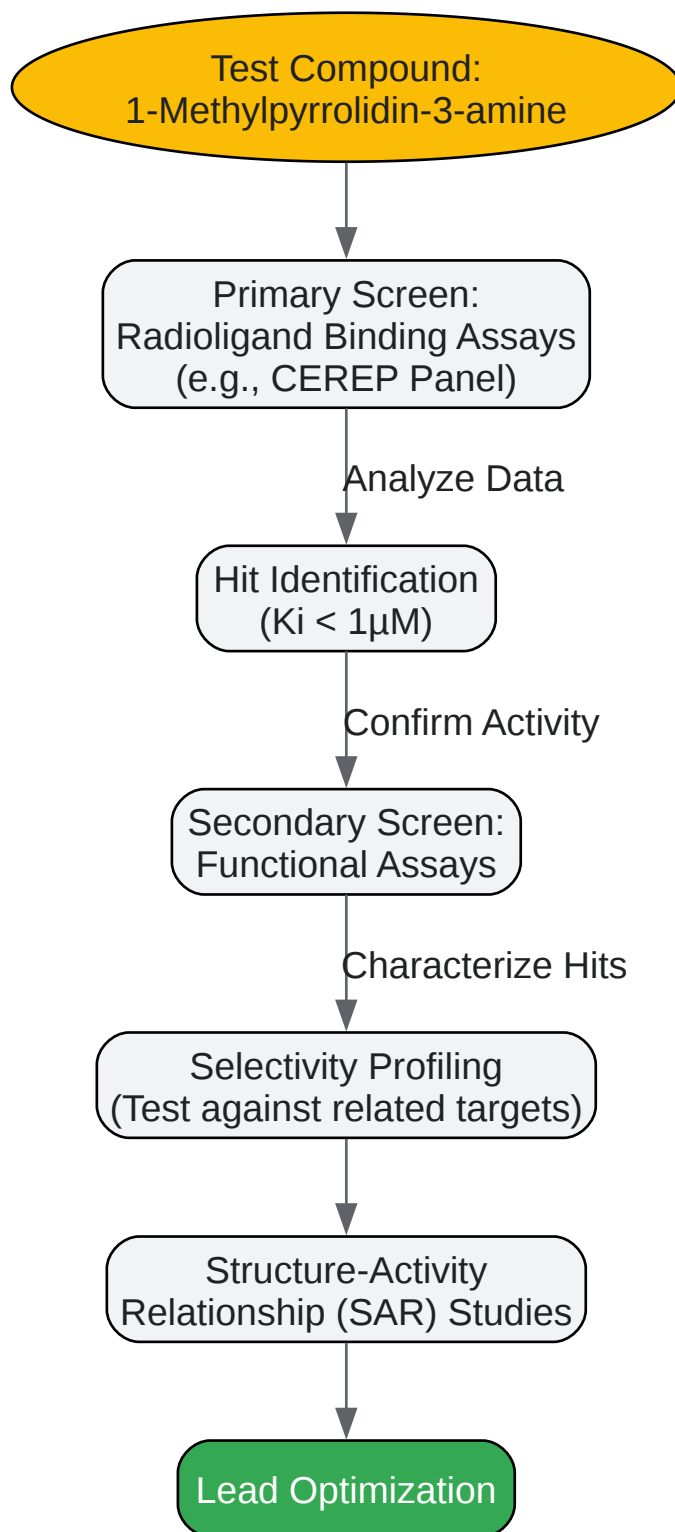 Test Compound:
1-Methylpyrrolidin-3-amine
Primary Screen:
Radioligand Binding Assays
(e.g., CEREP Panel)
Analyze Data
Hit Identification
(Ki < 1µM)
Confirm Activity
Secondary Screen:
Functional Assays
Characterize Hits
Selectivity Profiling
(Test against related targets)
Structure-Activity
Relationship (SAR) Studies
Lead Optimization